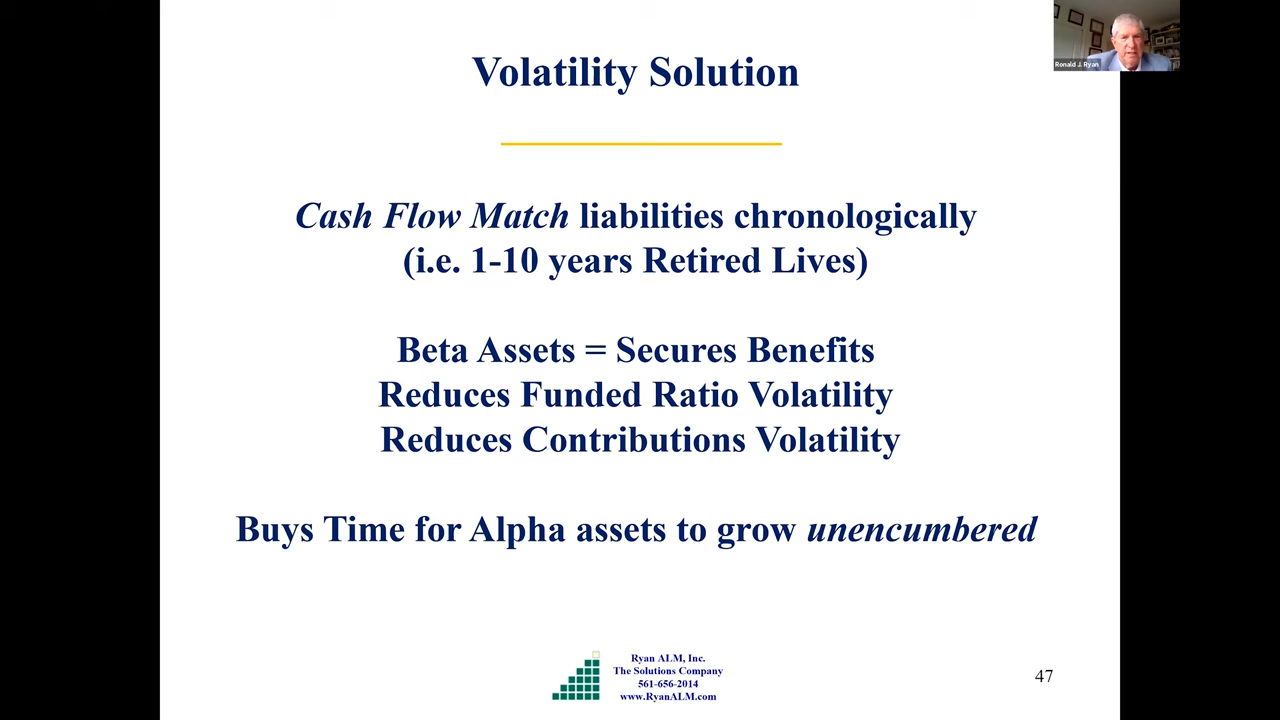 Volatility Solution
Ronald J. Ryan
Cash Flow Match liabilities chronologically
(i.e. 1-10 years Retired Lives)
Beta Assets = Secures Benefits
Reduces Funded Ratio Volatility
Reduces Contributions Volatility
Buys Time for Alpha assets to grow unencumbered
Ryan ALM, Inc.
The Solutions Company
561-656-2014
www.RyanALM.com
47